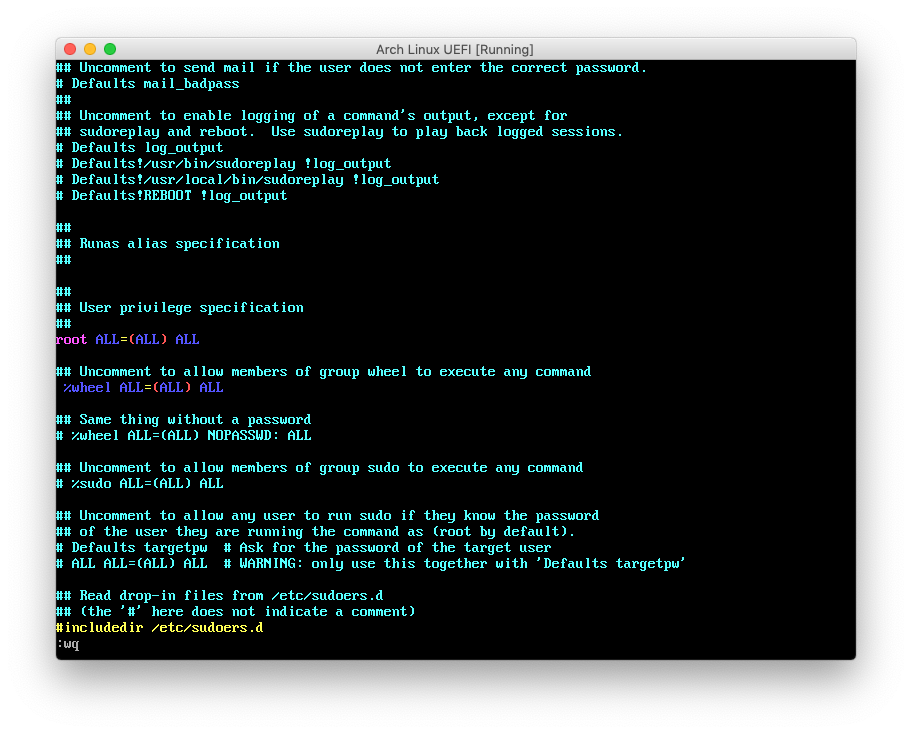 Arch Linux UEFI [Running]
## Uncomment to send mail if the user does not enter the correct password.
# Defaults mail_badpass
##
## Uncomment to enable logging of a command's output, except for
## sudoreplay and reboot.  Use sudoreplay to play back logged sessions.
# Defaults log_output
# Defaults!/usr/bin/sudoreplay !log_output
# Defaults!/usr/local/bin/sudoreplay !log_output
# Defaults!REBOOT !log_output
##
## Runas alias specification
##
##
## User privilege specification
##
root ALL=(ALL) ALL
## Uncomment to allow members of group wheel to execute any command
 %wheel ALL=(ALL) ALL
## Same thing without a password
# %wheel ALL=(ALL) NOPASSWD: ALL
## Uncomment to allow members of group sudo to execute any command
# %sudo ALL=(ALL) ALL
## Uncomment to allow any user to run sudo if they know the password
## of the user they are running the command as (root by default).
# Defaults targetpw  # Ask for the password of the target user
# ALL ALL=(ALL) ALL  # WARNING: only use this together with 'Defaults targetpw'
## Read drop-in files from /etc/sudoers.d
## (the '#' here does not indicate a comment)
#includedir /etc/sudoers.d
:wq